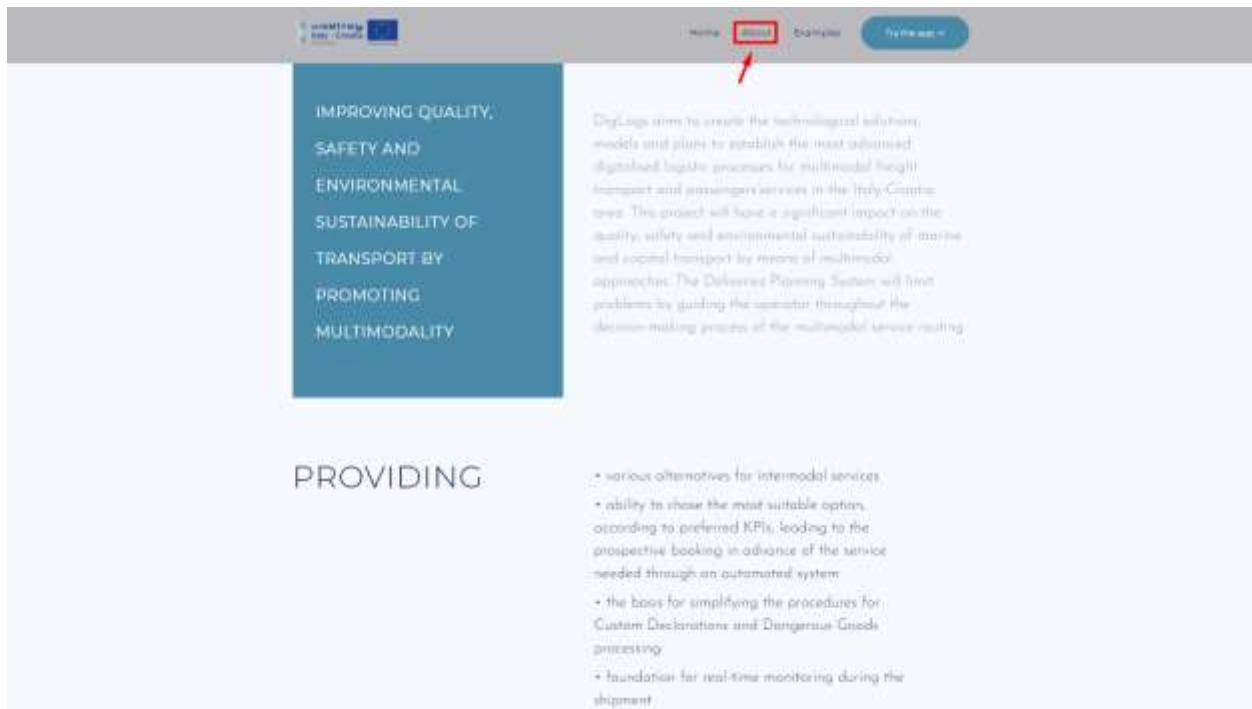 Interreg
Italy - Croatia
Home About Examples Try the app
IMPROVING QUALITY,
SAFETY AND
ENVIRONMENTAL
SUSTAINABILITY OF
TRANSPORT BY
PROMOTING
MULTIMODALITY
DigLogs aims to create the technological solutions,
models and plans to establish the most advanced
digitalised logistic processes for multimodal freight
transport and passengers services in the Italy-Croatia
area. This project will have a significant impact on the
quality, safety and environmental sustainability of marine
and coastal transport by means of multimodal
approaches. The Deliveries Planning System will limit
problems by guiding the operator throughout the
decision-making process of the multimodal service routing
PROVIDING
• various alternatives for intermodal services
• ability to chose the most suitable option,
according to preferred KPIs, leading to the
prospective booking in advance of the service
needed through an automated system
• the basis for simplifying the procedures for
Custom Declarations and Dangerous Goods
processing
• foundation for real-time monitoring during the
shipment